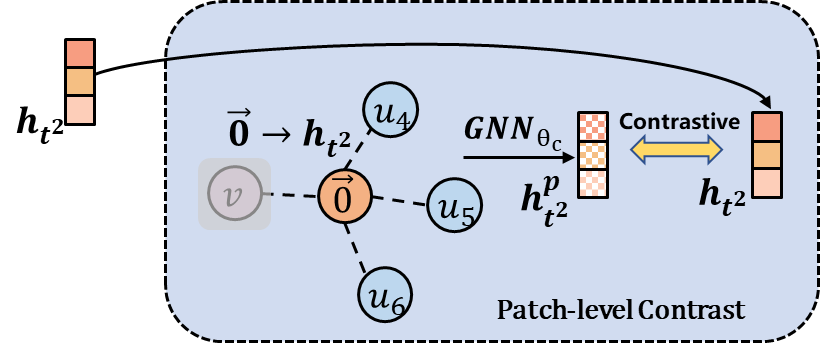 h_{t^2}
\vec{0} → h_{t^2}
u_4
v
\vec{0}
u_5
u_6
GNN_{θ_c}
h^p_{t^2}
Contrastive
h_{t^2}
Patch-level Contrast